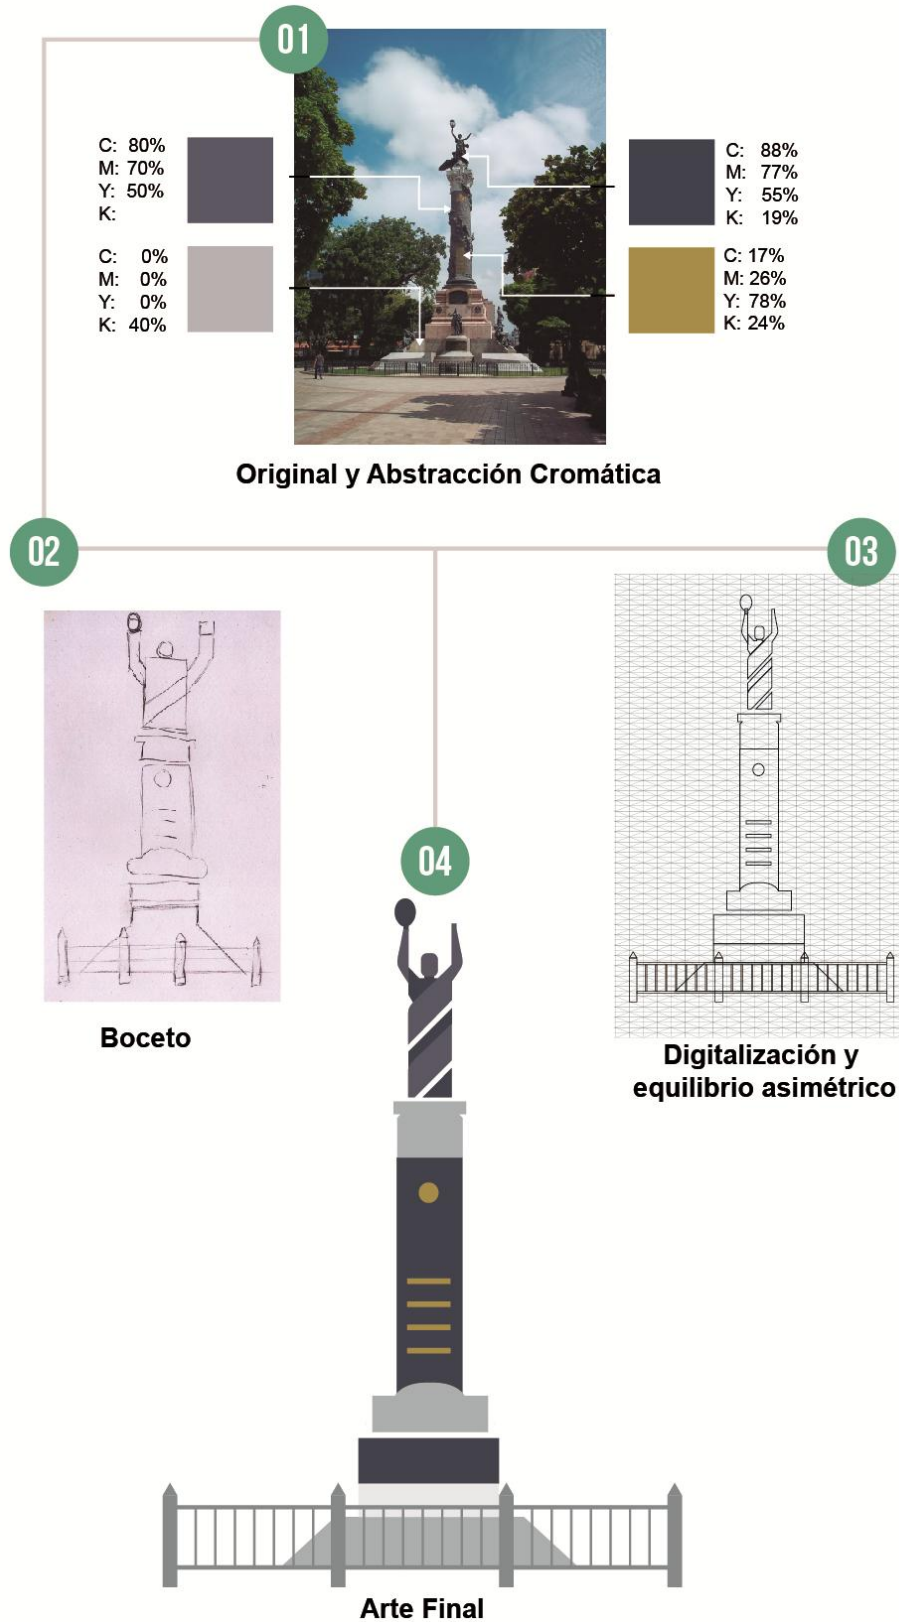 01
C: 80%
M: 70%
Y: 50%
K:
C: 0%
M: 0%
Y: 0%
K: 40%
C: 88%
M: 77%
Y: 55%
K: 19%
C: 17%
M: 26%
Y: 78%
K: 24%
Original y Abstracción Cromática
02
03
Boceto
Digitalización y
equilibrio asimétrico
04
Arte Final